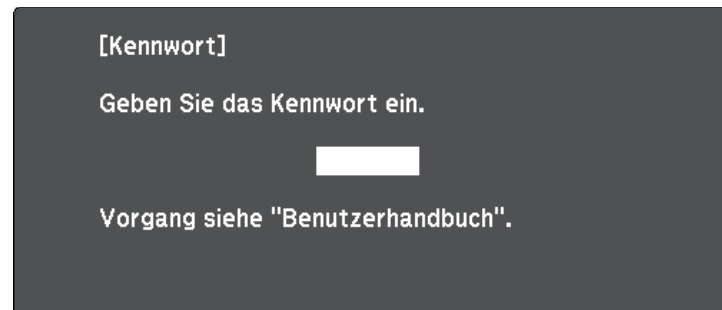 [Kennwort]
Geben Sie das Kennwort ein.
Vorgang siehe "Benutzerhandbuch".